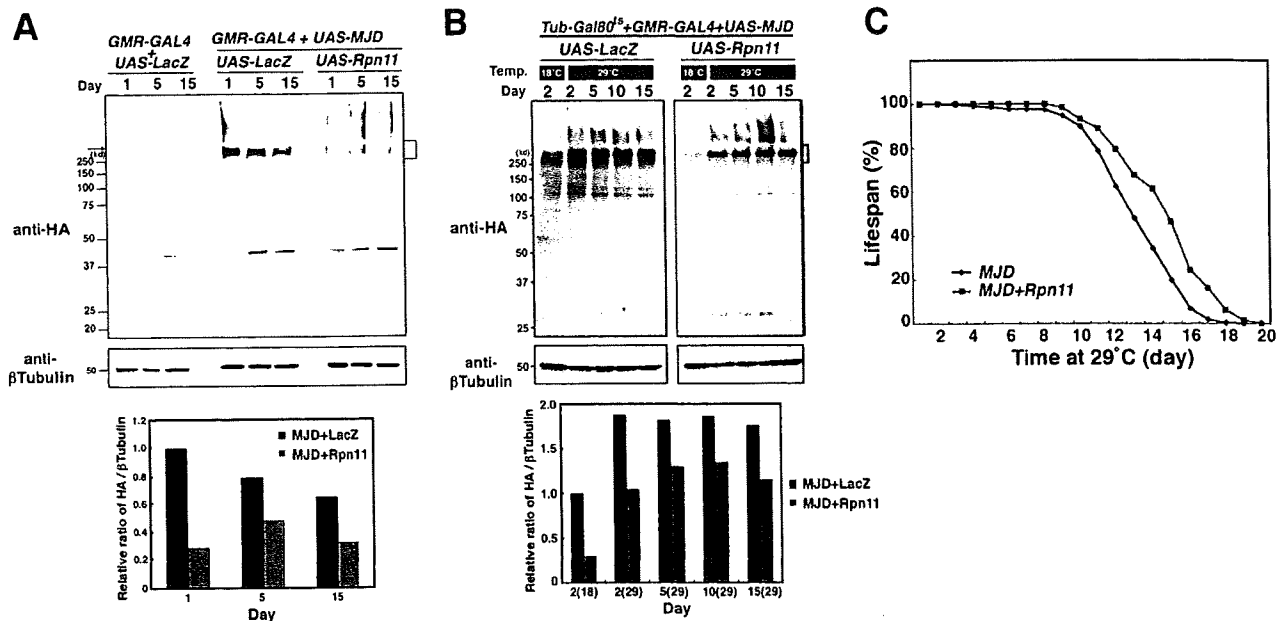 A
GMR-GAL4
+
UAS-LacZ
GMR-GAL4 + UAS-MJD
UAS-LacZ
UAS-Rpn11
Day
1 5 15
1 5 15
1 5 15
(kd)
250
150
100
75
50
37
25
20
anti-HA
anti-
βTubulin
50
Relative ratio of HA / βTubulin
1.2
1.0
0.8
0.6
0.4
0.2
0
MJD+LacZ
MJD+Rpn11
1 5 15
Day
B
Tub-Gal80ts+GMR-GAL4+UAS-MJD
UAS-LacZ
UAS-Rpn11
Temp.
18˚C
29˚C
18˚C
29˚C
Day
2 2 5 10 15
2 2 5 10 15
(kd)
250
150
100
75
50
37
25
anti-HA
anti-
βTubulin
50
Relative ratio of HA / βTubulin
2.0
1.5
1.0
0.5
0
MJD+LacZ
MJD+Rpn11
2(18) 2(29) 5(29) 10(29) 15(29)
Day
C
Lifespan (%)
100
80
60
40
20
0
MJD
MJD+Rpn11
2 4 6 8 10 12 14 16 18 20
Time at 29˚C (day)